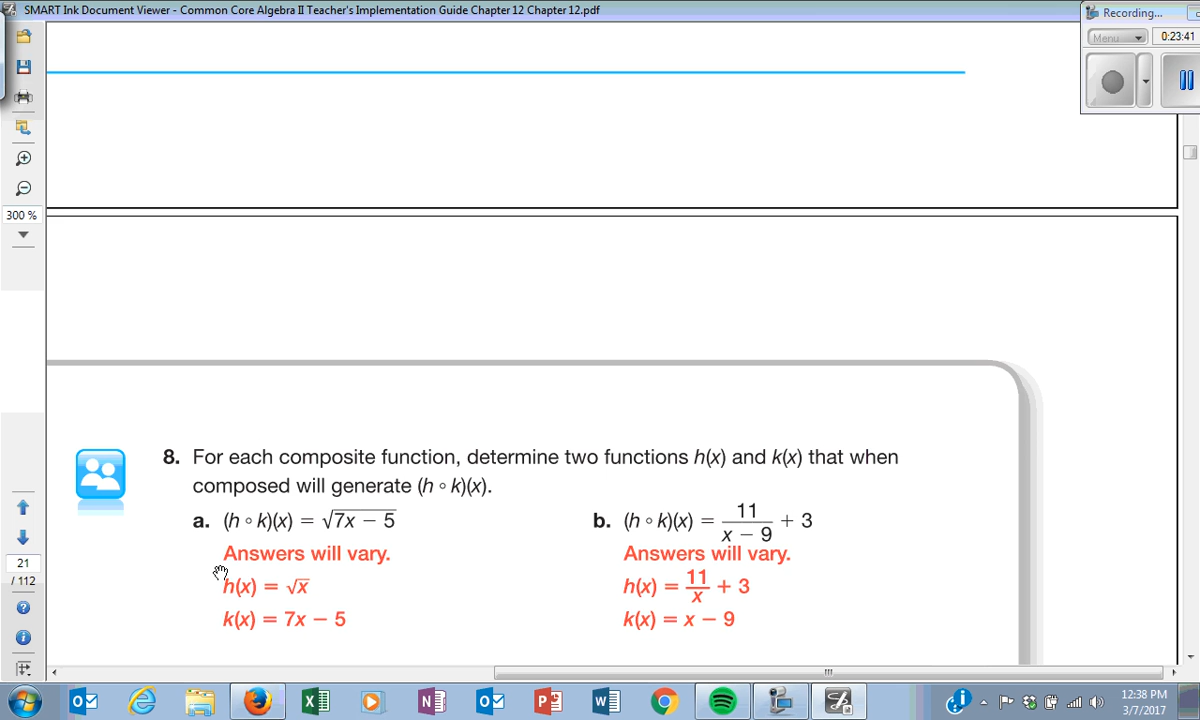 SMART Ink Document Viewer - Common Core Algebra II Teacher's Implementation Guide Chapter 12 Chapter 12.pdf
Recording...
Menu
0:23:41
300 %
8. For each composite function, determine two functions h(x) and k(x) that when
composed will generate (h ∘ k)(x).
a. (h ∘ k)(x) = √(7x − 5)
Answers will vary.
h(x) = √x
k(x) = 7x − 5
b. (h ∘ k)(x) = 11/(x − 9) + 3
Answers will vary.
h(x) = 11/x + 3
k(x) = x − 9
21
/ 112
12:38 PM
3/7/2017